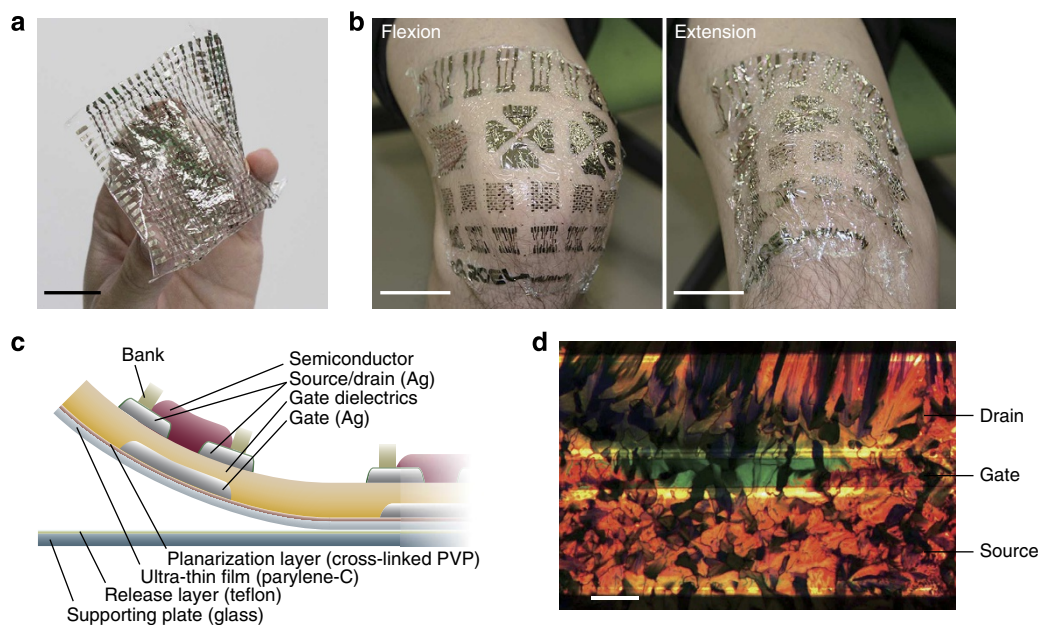 a
b
Flexion
Extension
c
Bank
Semiconductor
Source/drain (Ag)
Gate dielectrics
Gate (Ag)
Planarization layer (cross-linked PVP)
Ultra-thin film (parylene-C)
Release layer (teflon)
Supporting plate (glass)
d
Drain
Gate
Source